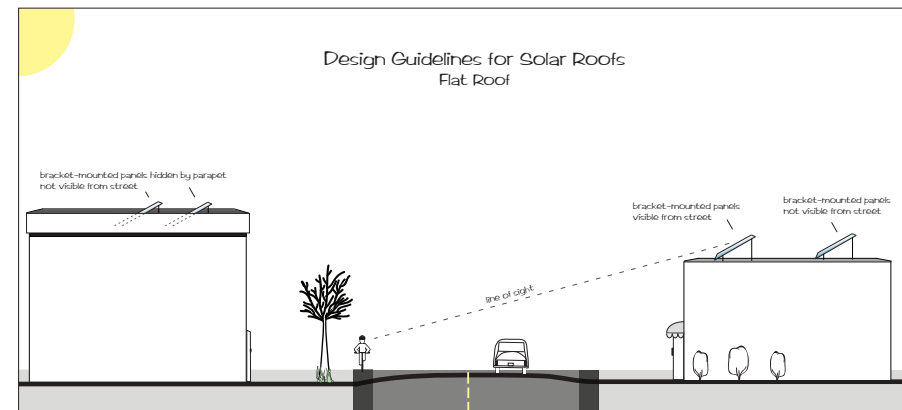 Design Guidelines for Solar Roofs
Flat Roof
bracket-mounted panels hidden by parapet
not visible from street
bracket-mounted panels
visible from street
bracket-mounted panels
not visible from street
line of sight